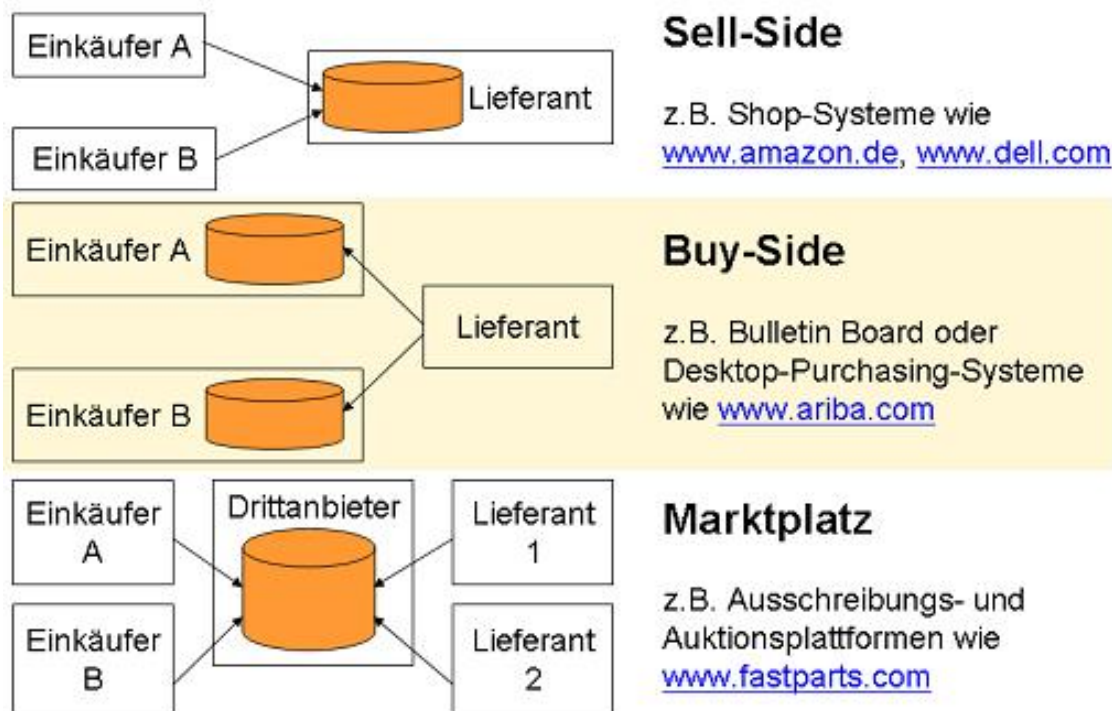 Einkäufer A
Lieferant
Einkäufer B
Sell-Side
z.B. Shop-Systeme wie
www.amazon.de, www.dell.com
Einkäufer A
Lieferant
Einkäufer B
Buy-Side
z.B. Bulletin Board oder
Desktop-Purchasing-Systeme
wie www.ariba.com
Einkäufer
A
Drittanbieter
Lieferant
1
Einkäufer
B
Lieferant
2
Marktplatz
z.B. Ausschreibungs- und
Auktionsplattformen wie
www.fastparts.com